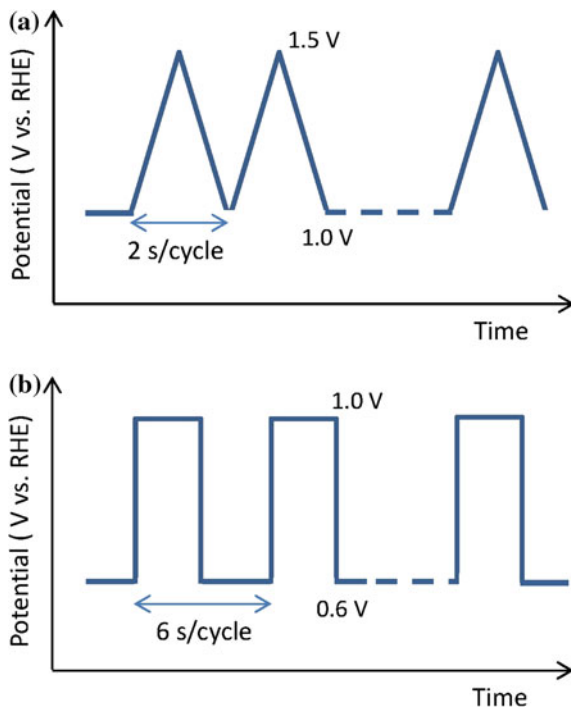 (a)
Potential ( V vs. RHE)
1.5 V
2 s/cycle
1.0 V
Time
(b)
Potential ( V vs. RHE)
1.0 V
6 s/cycle
0.6 V
Time